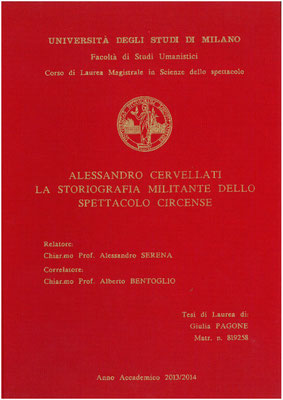 UNIVERSITÀ DEGLI STUDI DI MILANO
Facoltà di Studi Umanistici
Corso di Laurea Magistrale in Scienze dello spettacolo
ALESSANDRO CERVELLATI
LA STORIOGRAFIA MILITANTE DELLO
SPETTACOLO CIRCENSE
Relatore:
Chiar.mo Prof. Alessandro SERENA
Correlatore:
Chiar.mo Prof. Alberto BENTOGLIO
Tesi di Laurea di:
Giulia PAGONE
Matr. n. 819258
Anno Accademico 2013/2014